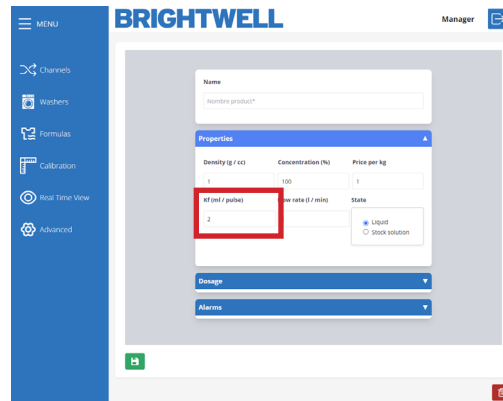 MENU
BRIGHTWELL
Manager
Channels
Washers
Formulas
Calibration
Real Time View
Advanced
Name
Nombre product*
Properties
Density (g / cc)
Concentration (%)
Price per kg
1
100
1
Kf (ml / pulse)
ow rate (l / min)
State
2
Liquid
Stock solution
Dosage
Alarms